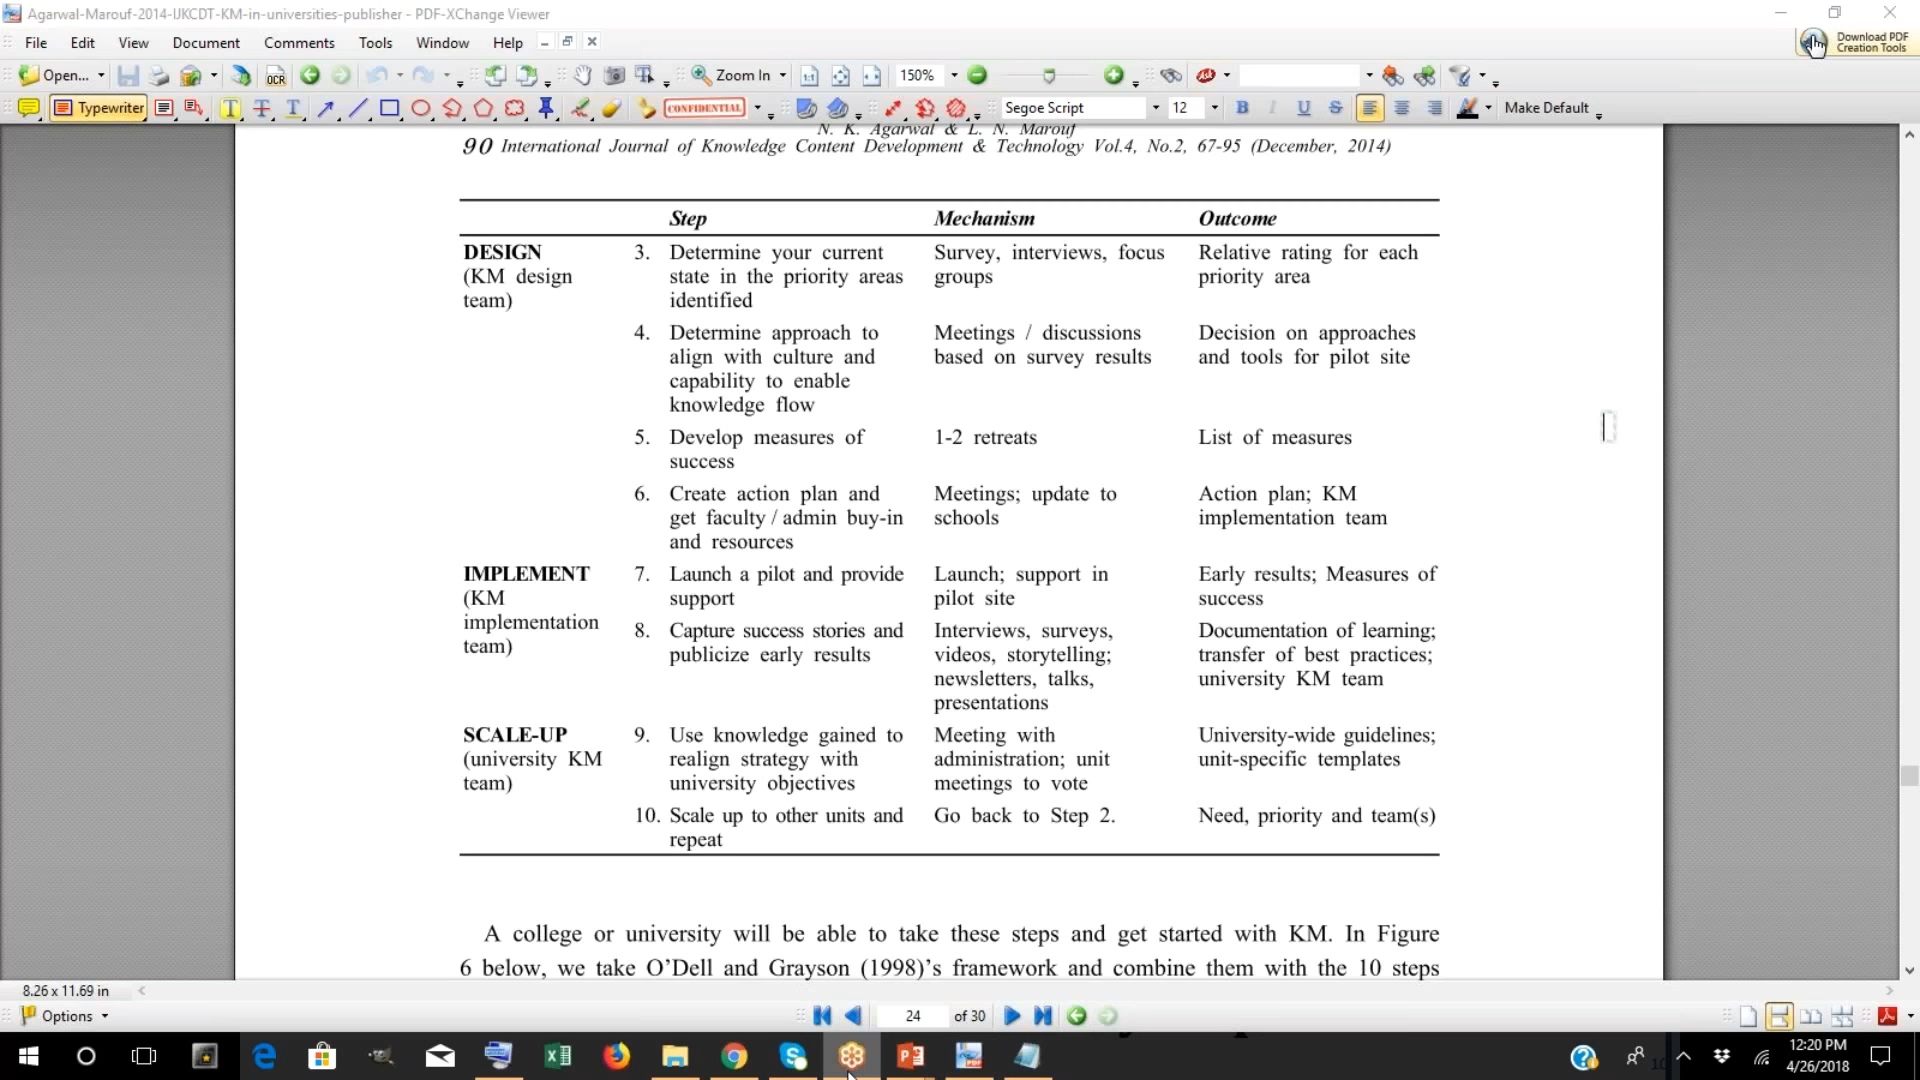 Agarwal-Marouf-2014-IJKCDT-KM-in-universities-publisher - PDF-XChange Viewer
File Edit View Document Comments Tools Window Help
Download PDF Creation Tools
Open... OCR Zoom In 150%
Typewriter CONFIDENTIAL Segoe Script 12 B I U S Make Default
N. K. Agarwal & L. N. Marouf
90 International Journal of Knowledge Content Development & Technology Vol.4, No.2, 67-95 (December, 2014)
Step Mechanism Outcome
DESIGN 3. Determine your current Survey, interviews, focus Relative rating for each
(KM design state in the priority areas groups priority area
team) identified
4. Determine approach to Meetings / discussions Decision on approaches
align with culture and based on survey results and tools for pilot site
capability to enable
knowledge flow
5. Develop measures of 1-2 retreats List of measures
success
6. Create action plan and Meetings; update to Action plan; KM
get faculty / admin buy-in schools implementation team
and resources
IMPLEMENT 7. Launch a pilot and provide Launch; support in Early results; Measures of
(KM support pilot site success
implementation 8. Capture success stories and Interviews, surveys, Documentation of learning;
team) publicize early results videos, storytelling; transfer of best practices;
newsletters, talks, university KM team
presentations
SCALE-UP 9. Use knowledge gained to Meeting with University-wide guidelines;
(university KM realign strategy with administration; unit unit-specific templates
team) university objectives meetings to vote
10. Scale up to other units and Go back to Step 2. Need, priority and team(s)
repeat
A college or university will be able to take these steps and get started with KM. In Figure
6 below, we take O'Dell and Grayson (1998)'s framework and combine them with the 10 steps
8.26 x 11.69 in
Options 24 of 30
12:20 PM
4/26/2018